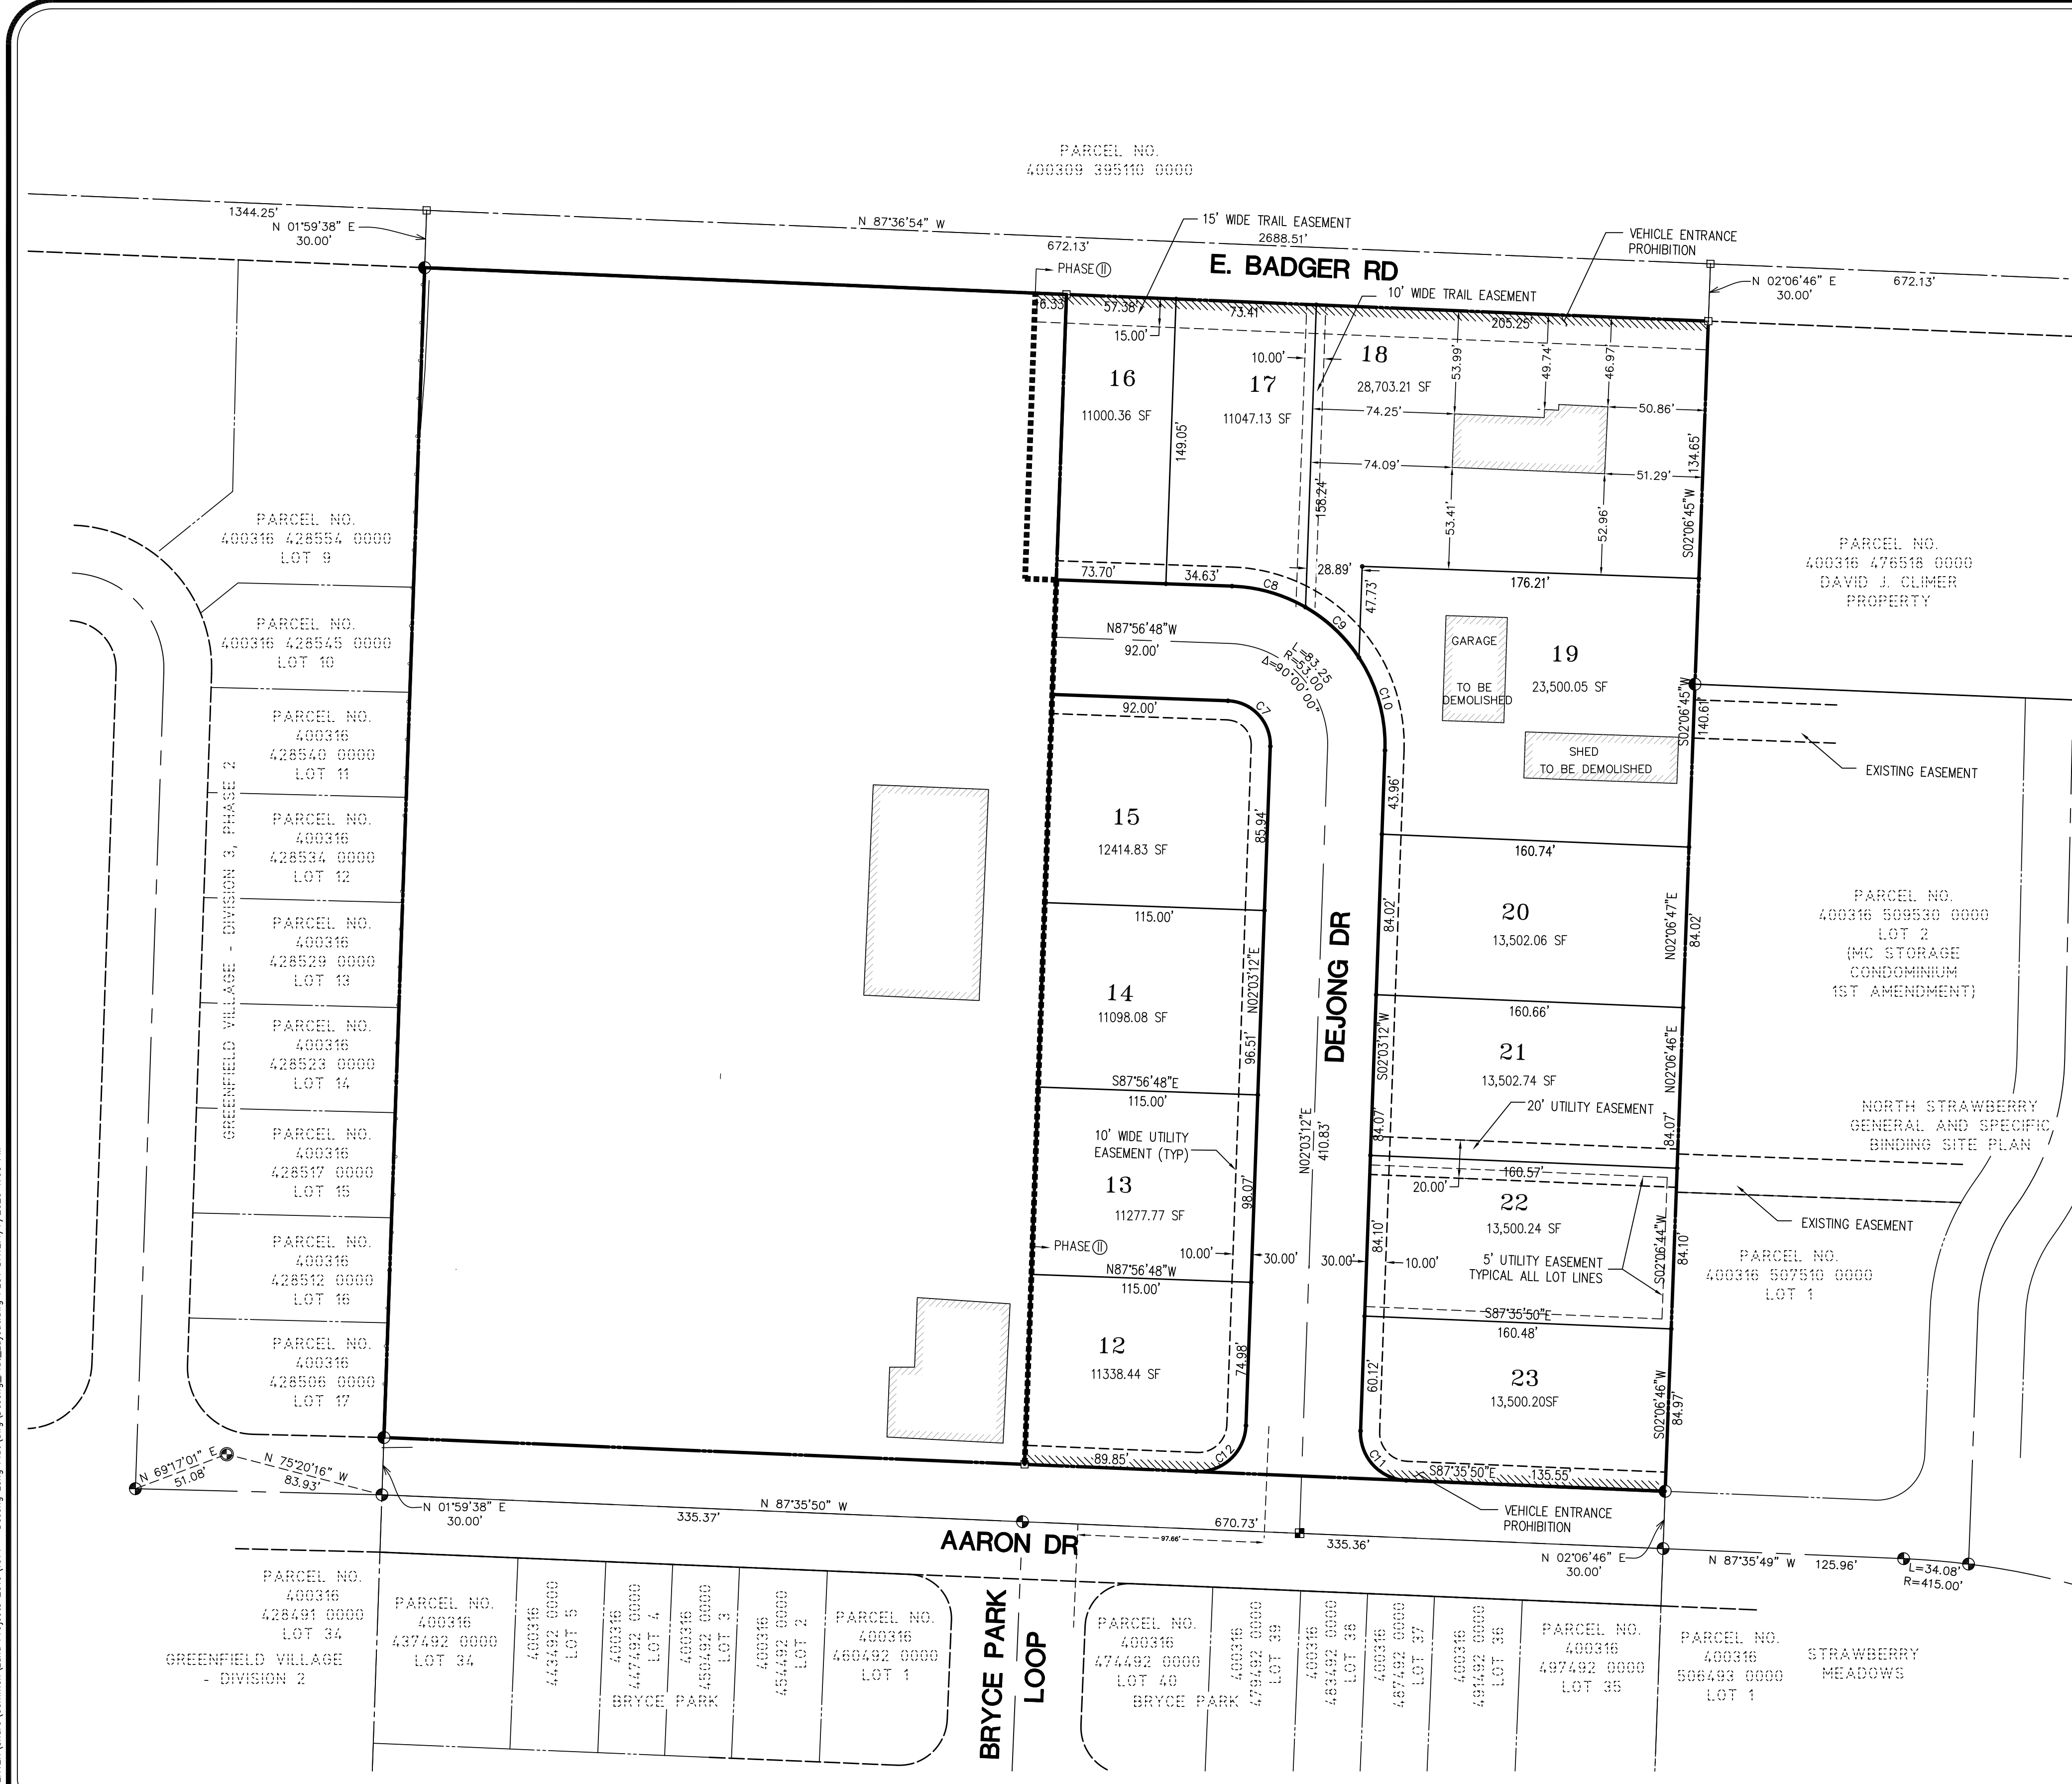 PARCEL NO.
400309 395110 0000
1344.25'
N 01°59'38" E
30.00'
N 87°36'54" W
672.13'
2688.51'
15' WIDE TRAIL EASEMENT
VEHICLE ENTRANCE
PROHIBITION
E. BADGER RD
N 02°06'46" E
30.00'
672.13'
PHASE II
10' WIDE TRAIL EASEMENT
57.38'
73.41'
205.25'
15.00'
10.00'
16
11000.36 SF
149.05'
17
11047.13 SF
158.24'
18
28,703.21 SF
53.99'
49.74'
46.97'
74.25'
50.86'
74.09'
51.29'
53.41'
52.96'
134.65'
S02°06'45"W
28.89'
176.21'
47.73'
73.70'
34.63'
C8
C9
C10
N87°56'48"W
92.00'
L=83.25
R=53.00
Δ=90°00'00"
92.00'
C7
GARAGE
TO BE
DEMOLISHED
19
23,500.05 SF
SHED
TO BE DEMOLISHED
S02°06'45"W
140.61'
EXISTING EASEMENT
PARCEL NO.
400316 476518 0000
DAVID J. CLIMER
PROPERTY
PARCEL NO.
400316 428554 0000
LOT 9
PARCEL NO.
400316 428545 0000
LOT 10
PARCEL NO.
400316
428540 0000
LOT 11
PARCEL NO.
400316
428534 0000
LOT 12
PARCEL NO.
400316
428529 0000
LOT 13
PARCEL NO.
400316
428523 0000
LOT 14
PARCEL NO.
400316
428517 0000
LOT 15
PARCEL NO.
400316
428512 0000
LOT 16
PARCEL NO.
400316
428506 0000
LOT 17
GREENFIELD VILLAGE - DIVISION 3, PHASE 2
15
12414.83 SF
85.94'
115.00'
14
11098.08 SF
N02°03'12"E
96.51'
S87°56'48"E
115.00'
10' WIDE UTILITY
EASEMENT (TYP)
13
11277.77 SF
98.07'
PHASE II
10.00'
30.00'
30.00'
10.00'
N87°56'48"W
115.00'
12
11338.44 SF
74.98'
89.85'
C12
DEJONG DR
N02°03'12"E
410.83'
43.96'
160.74'
20
13,502.06 SF
84.02'
N02°06'47"E
84.02'
160.66'
S02°03'12"W
21
13,502.74 SF
N02°06'46"E
84.07'
84.07'
20' UTILITY EASEMENT
160.57'
20.00'
22
13,500.24 SF
84.10'
5' UTILITY EASEMENT
TYPICAL ALL LOT LINES
S02°06'44"W
84.10'
S87°35'50"E
160.48'
23
13,500.20SF
60.12'
S02°06'46"W
84.97'
C11
S87°35'50"E
135.55'
VEHICLE ENTRANCE
PROHIBITION
PARCEL NO.
400316 509530 0000
LOT 2
(MC STORAGE
CONDOMINIUM
1ST AMENDMENT)
NORTH STRAWBERRY
GENERAL AND SPECIFIC
BINDING SITE PLAN
EXISTING EASEMENT
PARCEL NO.
400316 507510 0000
LOT 1
N 69°17'01" E
51.08'
N 75°20'16" W
83.93'
N 01°59'38" E
30.00'
335.37'
N 87°35'50" W
670.73'
97.66'
335.36'
AARON DR
N 02°06'46" E
30.00'
N 87°35'49" W
125.96'
L=34.08'
R=415.00'
BRYCE PARK
LOOP
PARCEL NO.
400316
428491 0000
LOT 34
GREENFIELD VILLAGE
- DIVISION 2
PARCEL NO.
400316
437492 0000
LOT 34
400316
443492 0000
LOT 5
400316
447492 0000
LOT 4
400316
450492 0000
LOT 3
400316
454492 0000
LOT 2
BRYCE PARK
PARCEL NO.
400316
460492 0000
LOT 1
PARCEL NO.
400316
474492 0000
LOT 40
BRYCE PARK
400316
479492 0000
LOT 39
400316
483492 0000
LOT 38
400316
487492 0000
LOT 37
400316
491492 0000
LOT 36
PARCEL NO.
400316
497492 0000
LOT 35
PARCEL NO.
400316
506493 0000
LOT 1
STRAWBERRY
MEADOWS